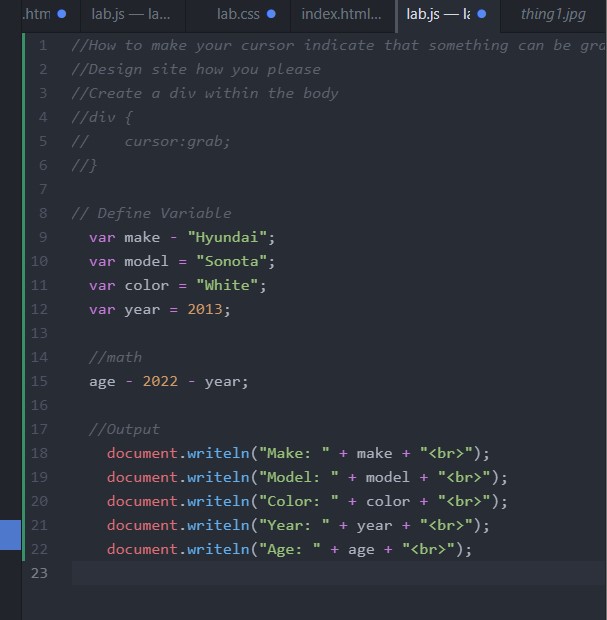 .htm lab.js — la... lab.css index.html... lab.js — la thing1.jpg
1 //How to make your cursor indicate that something can be gra
2 //Design site how you please
3 //Create a div within the body
4 //div {
5 //    cursor:grab;
6 //}
7
8 // Define Variable
9 var make - "Hyundai";
10 var model = "Sonota";
11 var color = "White";
12 var year = 2013;
13
14 //math
15 age - 2022 - year;
16
17 //Output
18 document.writeln("Make: " + make + "<br>");
19 document.writeln("Model: " + model + "<br>");
20 document.writeln("Color: " + color + "<br>");
21 document.writeln("Year: " + year + "<br>");
22 document.writeln("Age: " + age + "<br>");
23